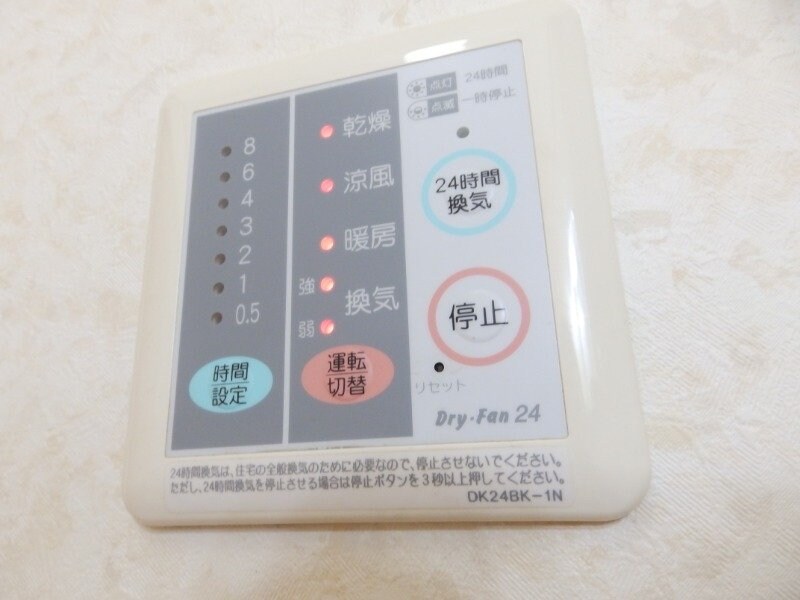 8
6
4
3
2
1
0.5
時間
設定
乾燥
涼風
暖房
強
換気
弱
運転
切替
点灯 24時間
点滅 一時停止
24時間
換気
停止
リセット
Dry-Fan 24
24時間換気は、住宅の全般換気のために必要なので、停止させないでください。
ただし、24時間換気を停止させる場合は停止ボタンを3秒以上押してください。
DK24BK-1N